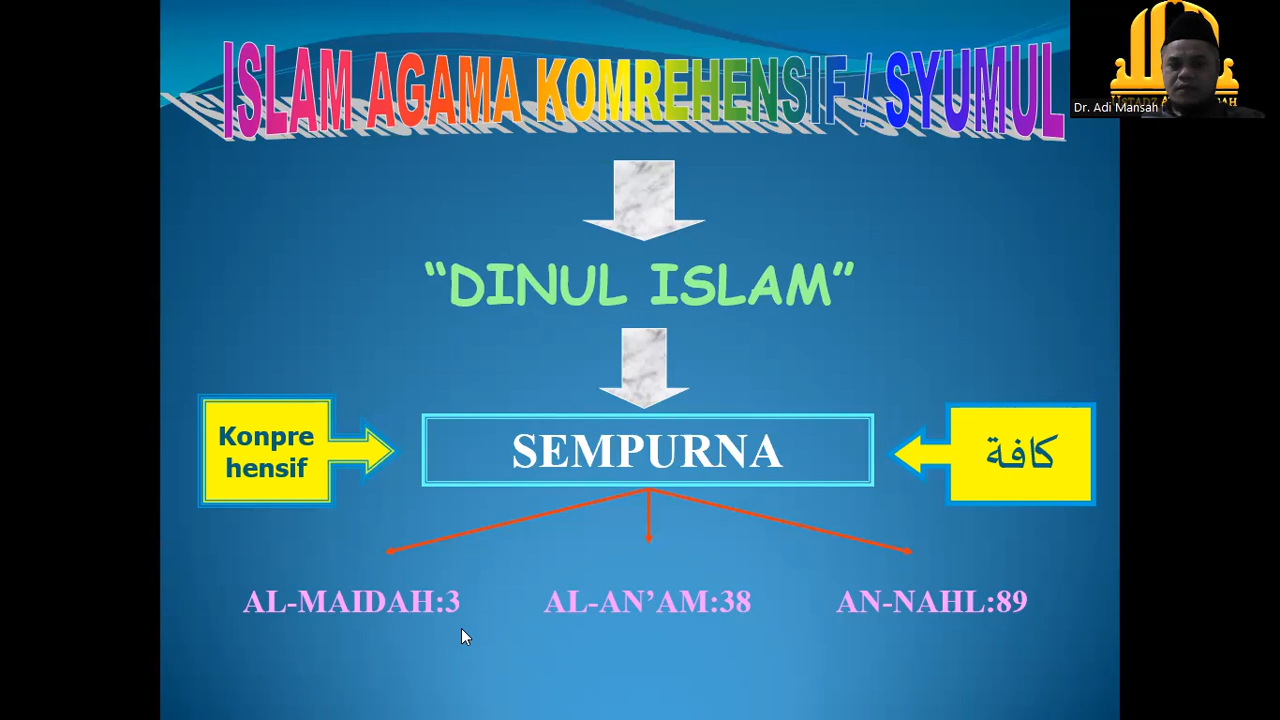 ISLAM AGAMA KOMREHENSIF / SYUMUL
Dr. Adi Mansah
“DINUL ISLAM”
Konpre
hensif
SEMPURNA
كافة
AL-MAIDAH:3
AL-AN’AM:38
AN-NAHL:89